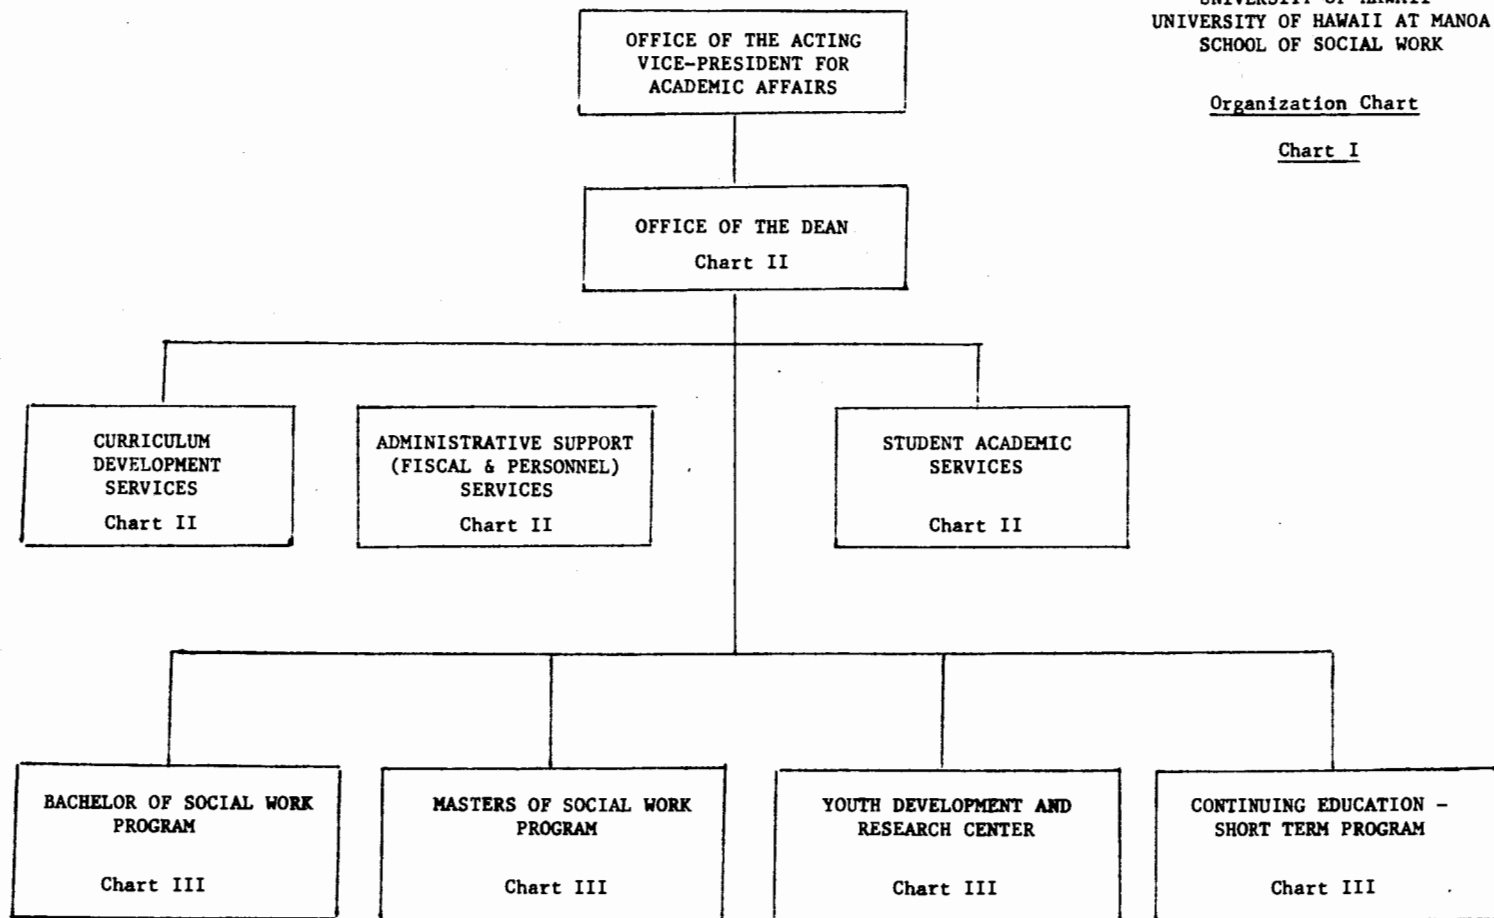 UNIVERSITY OF HAWAII
UNIVERSITY OF HAWAII AT MANOA
SCHOOL OF SOCIAL WORK
Organization Chart
Chart I
OFFICE OF THE ACTING
VICE-PRESIDENT FOR
ACADEMIC AFFAIRS
OFFICE OF THE DEAN
Chart II
CURRICULUM
DEVELOPMENT
SERVICES
Chart II
ADMINISTRATIVE SUPPORT
(FISCAL & PERSONNEL)
SERVICES
Chart II
STUDENT ACADEMIC
SERVICES
Chart II
BACHELOR OF SOCIAL WORK
PROGRAM
Chart III
MASTERS OF SOCIAL WORK
PROGRAM
Chart III
YOUTH DEVELOPMENT AND
RESEARCH CENTER
Chart III
CONTINUING EDUCATION -
SHORT TERM PROGRAM
Chart III